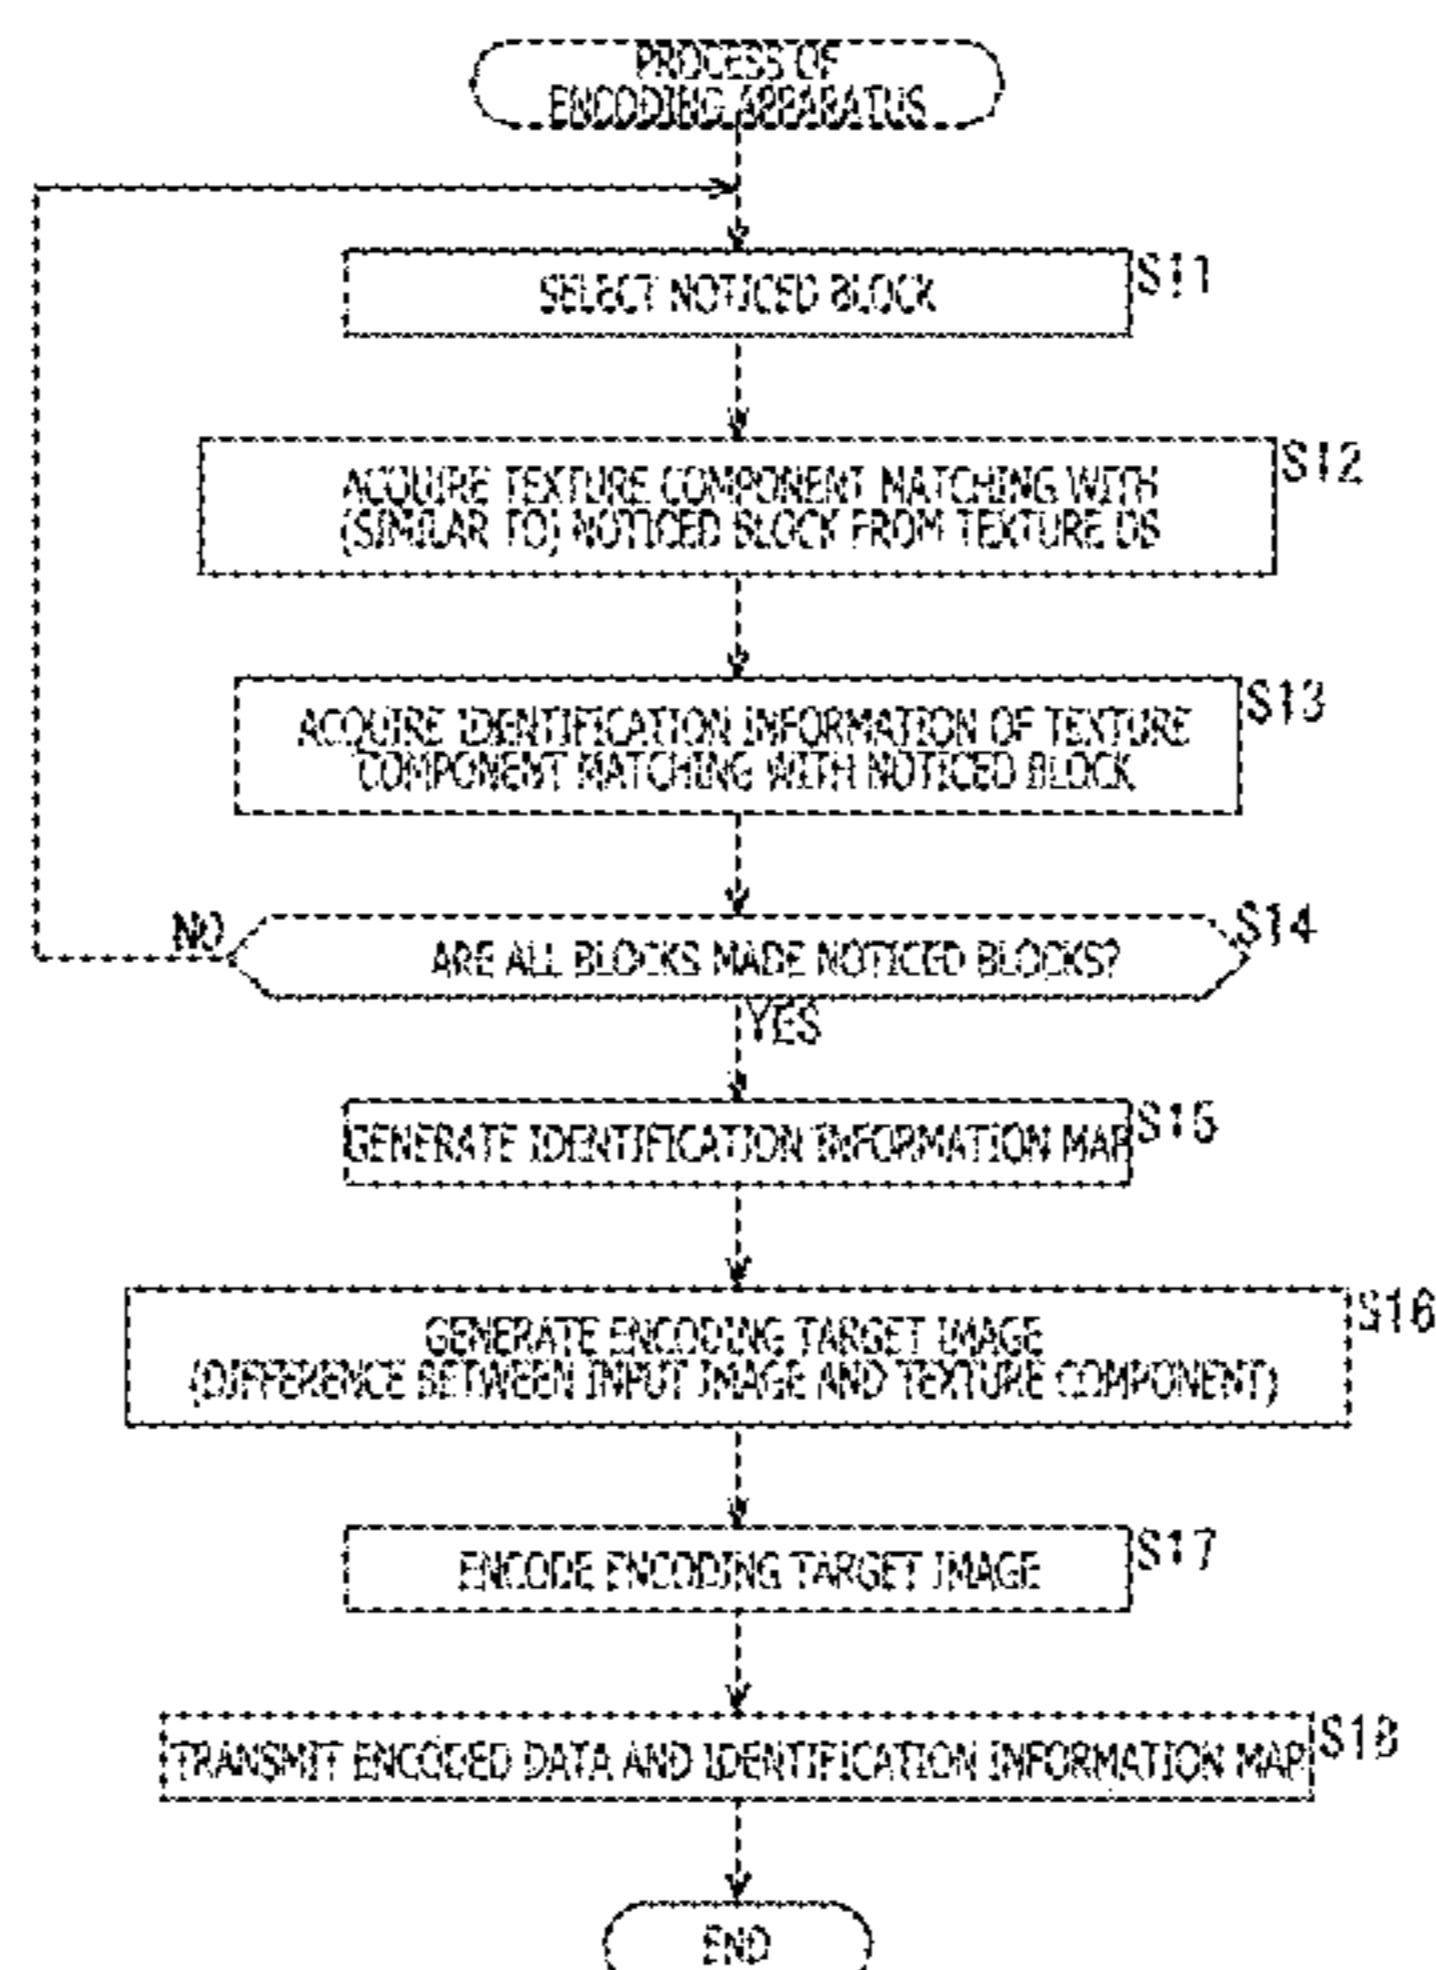 PROCESS OF
ENCODING APPARATUS
SELECT NOTICED BLOCK
S11
ACQUIRE TEXTURE COMPONENT MATCHING WITH
(SIMILAR TO) NOTICED BLOCK FROM TEXTURE DB
S12
ACQUIRE IDENTIFICATION INFORMATION OF TEXTURE
COMPONENT MATCHING WITH NOTICED BLOCK
S13
NO
ARE ALL BLOCKS MADE NOTICED BLOCKS?
S14
YES
GENERATE IDENTIFICATION INFORMATION MAP
S15
GENERATE ENCODING TARGET IMAGE
(DIFFERENCE BETWEEN INPUT IMAGE AND TEXTURE COMPONENT)
S16
ENCODE ENCODING TARGET IMAGE
S17
TRANSMIT ENCODED DATA AND IDENTIFICATION INFORMATION MAP
S18
END